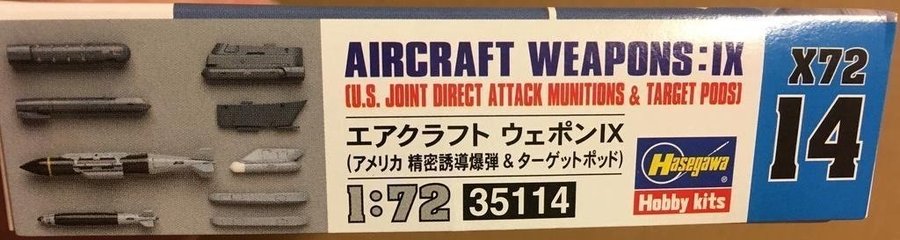 AIRCRAFT WEAPONS:IX
(U.S. JOINT DIRECT ATTACK MUNITIONS & TARGET PODS)
エアクラフト ウェポンIX
(アメリカ 精密誘導爆弾 & ターゲットポッド)
1:72 35114
Hasegawa
Hobby kits
X72
14